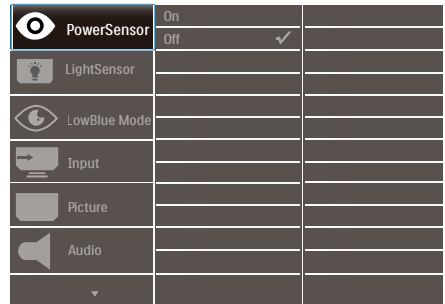 PowerSensor
On
Off
LightSensor
LowBlue Mode
Input
Picture
Audio